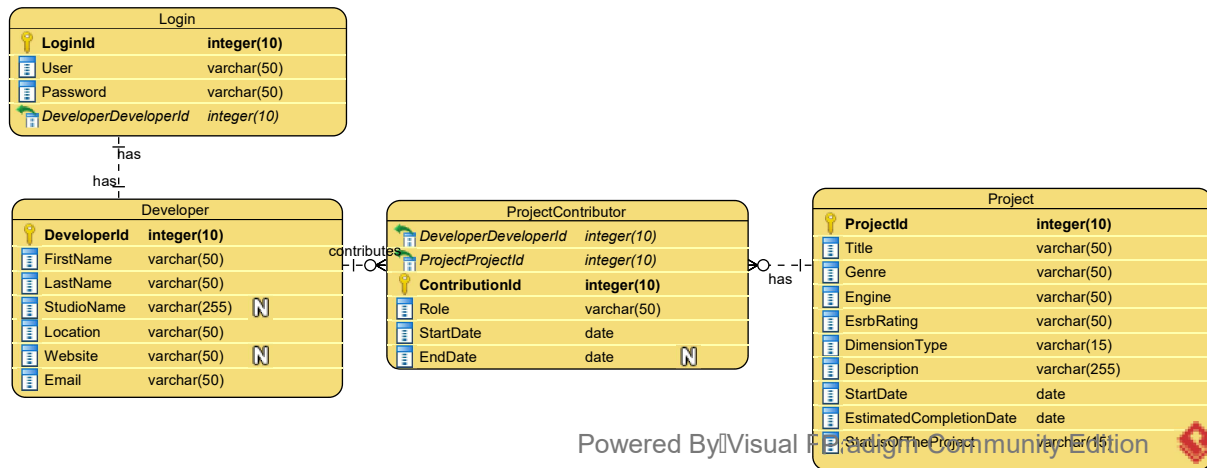 Login
LoginId integer(10)
User varchar(50)
Password varchar(50)
DeveloperDeveloperId integer(10)
has
has
Developer
DeveloperId integer(10)
FirstName varchar(50)
LastName varchar(50)
StudioName varchar(255) N
Location varchar(50)
Website varchar(50) N
Email varchar(50)
contributes
ProjectContributor
DeveloperDeveloperId integer(10)
ProjectProjectId integer(10)
ContributionId integer(10)
Role varchar(50)
StartDate date
EndDate date N
has
Project
ProjectId integer(10)
Title varchar(50)
Genre varchar(50)
Engine varchar(50)
EsrbRating varchar(50)
DimensionType varchar(15)
Description varchar(255)
StartDate date
EstimatedCompletionDate date
StatusOfTheProject varchar(15)
Powered By Visual Paradigm Community Edition